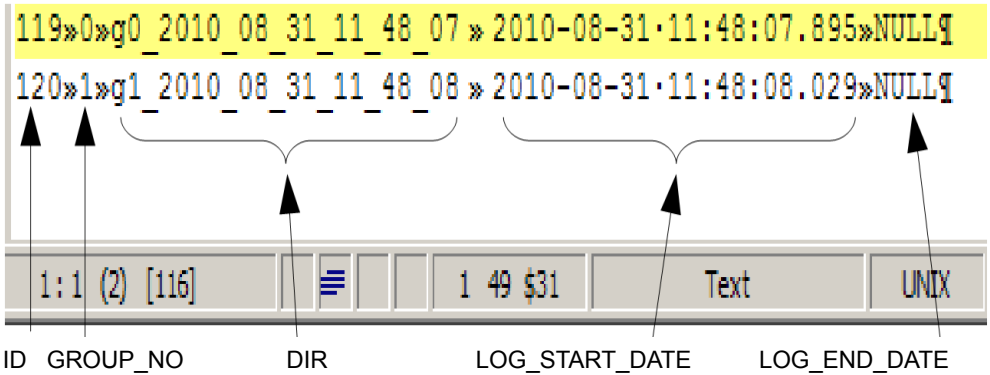 119»0»g0_2010_08_31_11_48_07»2010-08-31·11:48:07.895»NULL¶
120»1»g1_2010_08_31_11_48_08»2010-08-31·11:48:08.029»NULL¶
1:1 (2) [116] 1 49 $31 Text UNIX
ID GROUP_NO DIR LOG_START_DATE LOG_END_DATE